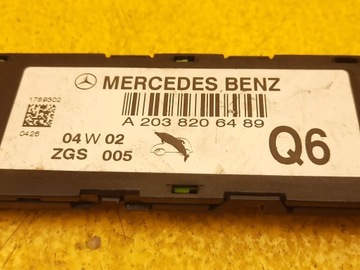 MERCEDES BENZ
1769302
A 203 820 64 89
0426
04 W 02
ZGS 005
Q6